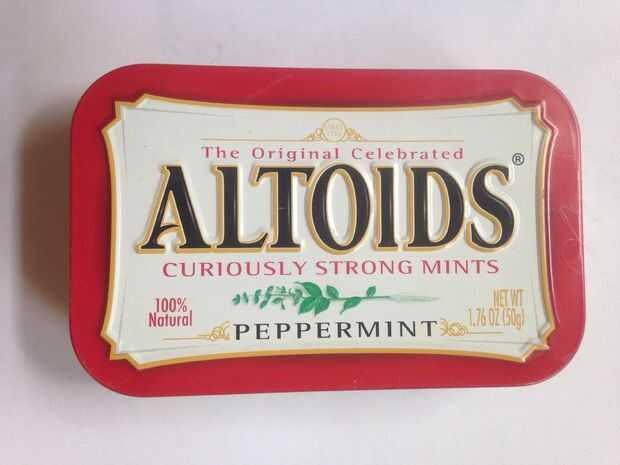 The Original Celebrated
ALTOIDS®
CURIOUSLY STRONG MINTS
100%
Natural
NET WT
1.76 OZ (50g)
PEPPERMINT